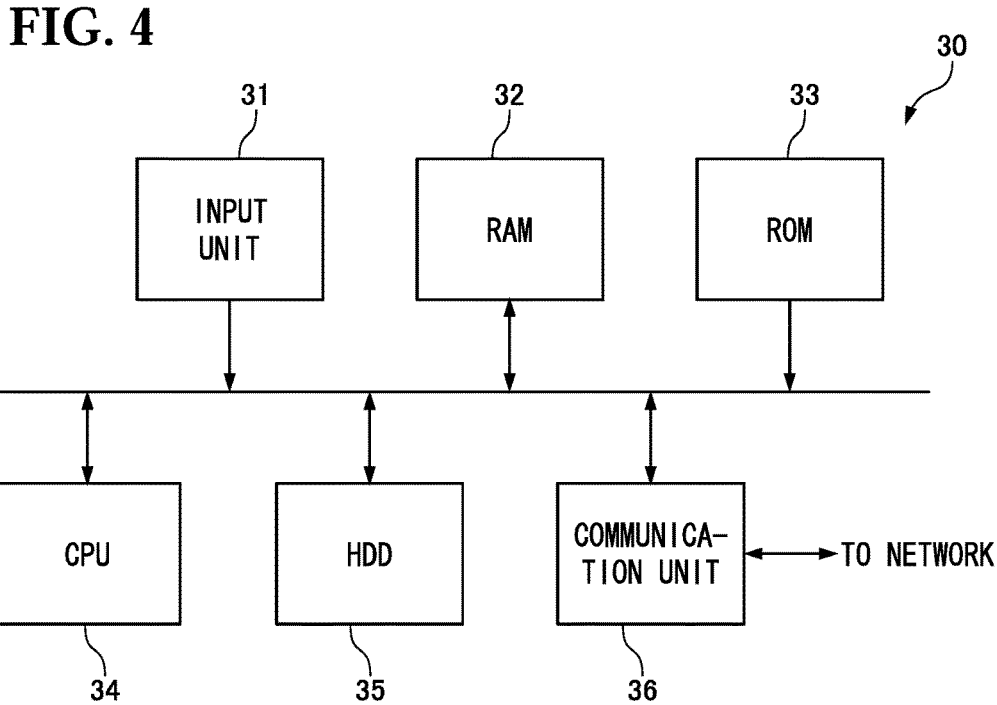 FIG. 4
30
31
32
33
INPUT
UNIT
RAM
ROM
CPU
HDD
COMMUNICA-
TION UNIT
TO NETWORK
34
35
36